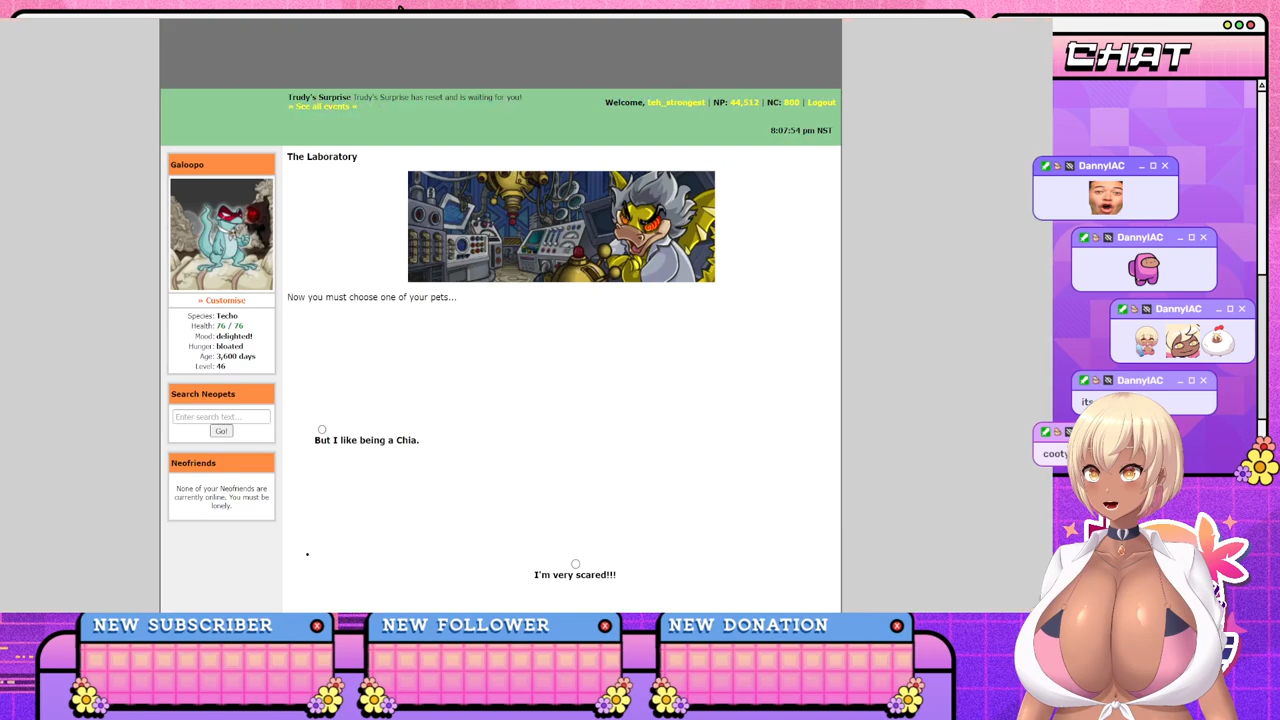 Trudy's Surprise Trudy's Surprise has reset and is waiting for you!
» See all events «
Welcome, teh_strongest | NP: 44,512 | NC: 800 | Logout
8:07:54 pm NST
Galoopo
» Customise
Species: Techo
Health: 76 / 76
Mood: delighted!
Hunger: bloated
Age: 3,600 days
Level: 46
Search Neopets
Enter search text...
Go!
Neofriends
None of your Neofriends are
currently online. You must be
lonely.
The Laboratory
Now you must choose one of your pets...
But I like being a Chia.
I'm very scared!!!
CHAT
DannyIAC
DannyIAC
DannyIAC
DannyIAC
its
cooty
NEW SUBSCRIBER
NEW FOLLOWER
NEW DONATION